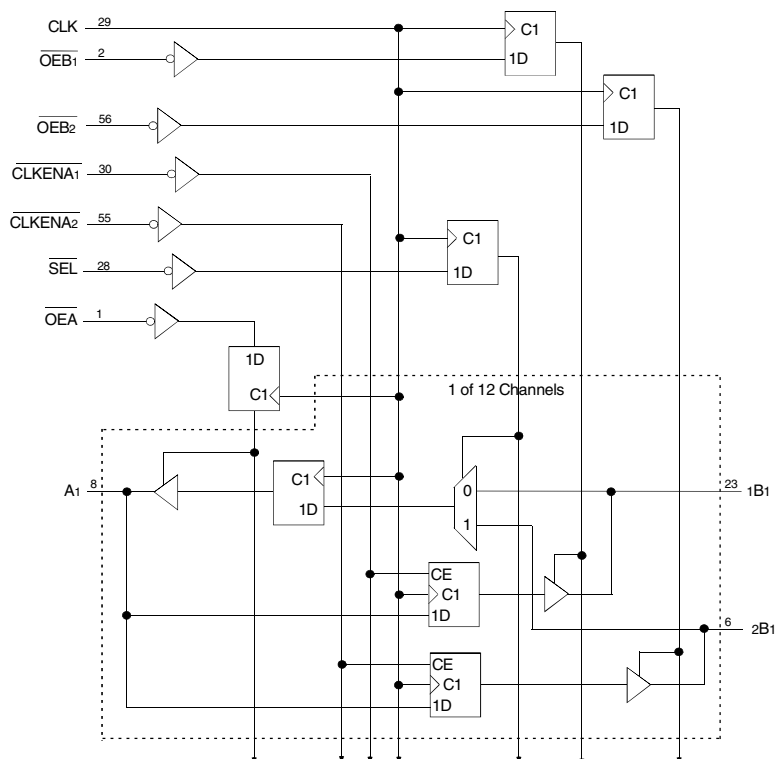 CLK 29
C1
1D
OEB1 2
C1
1D
OEB2 56
CLKENA1 30
CLKENA2 55
C1
1D
SEL 28
OEA 1
1D
C1
1 of 12 Channels
A1 8
C1
1D
0
1
23 1B1
CE
C1
1D
6 2B1
CE
C1
1D